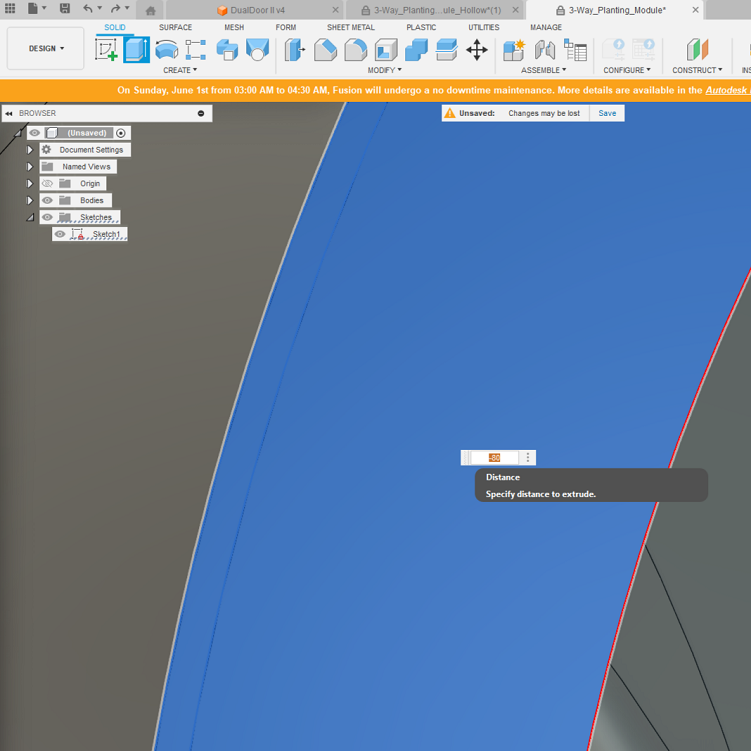 DualDoor II v4
3-Way_Planting...ule_Hollow*(1)
3-Way_Planting_Module*
DESIGN
SOLID
SURFACE
MESH
FORM
SHEET METAL
PLASTIC
UTILITIES
MANAGE
CREATE
MODIFY
ASSEMBLE
CONFIGURE
CONSTRUCT
INS
On Sunday, June 1st from 03:00 AM to 04:30 AM, Fusion will undergo a no downtime maintenance. More details are available in the Autodesk
BROWSER
Unsaved: Changes may be lost Save
(Unsaved)
Document Settings
Named Views
Origin
Bodies
Sketches
Sketch1
-80
Distance
Specify distance to extrude.